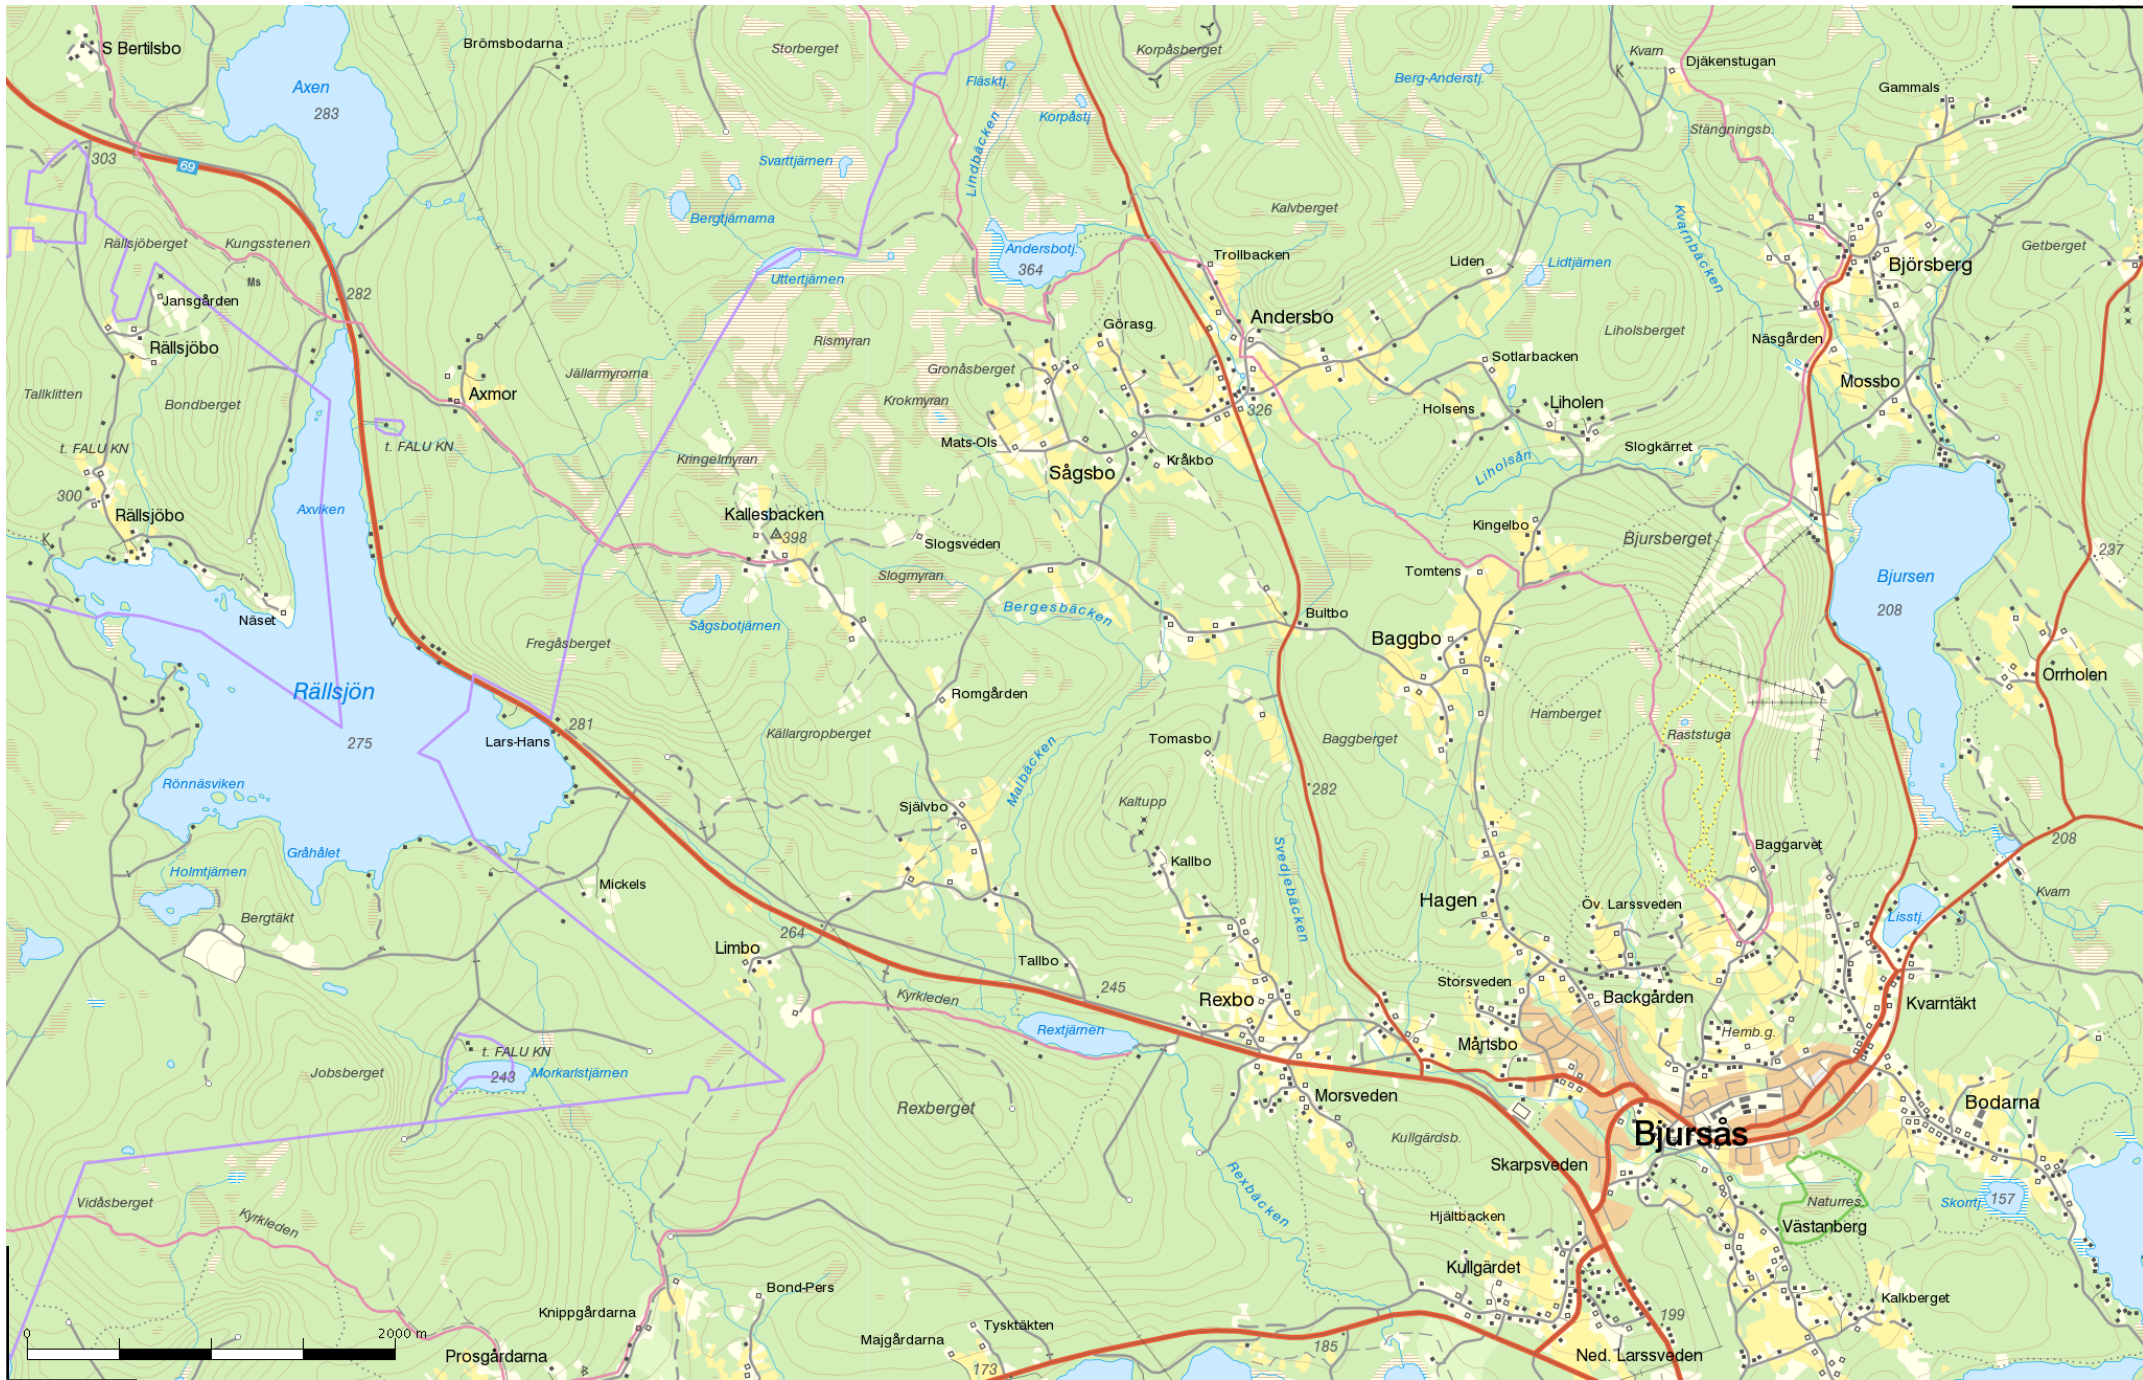 S Bertilsbo
Axen
283
Brömsbodarna
Storberget
Korpåsberget
Fläsktj.
Korpåstj
Berg-Anderstj.
Kvarn
K
Djäkenstugan
Gammals
Stängningsb.
303
69
Svarttjärnen
Lindbäcken
Bergtjärnarna
Kalvberget
Kvarnbäcken
Rällsjöberget
Kungsstenen
Ms
Andersbotj.
364
Uttertjärnen
Trollbacken
Liden
Lidtjärnen
Björsberg
Getberget
Jansgården
282
Rällsjöbo
Rismyran
Görasg.
Andersbo
Liholsberget
Näsgården
Tallklitten
Bondberget
Axmor
Jällarmyrorna
Gronåsberget
Krokmyran
Sotlarbacken
Mossbo
Holsens
Liholen
326
t. FALU KN
t. FALU KN
Kringelmyran
Mats-Ols
Sågsbo
Kråkbo
Liholsån
Slogkärret
300
Rällsjöbo
Axviken
Kallesbacken
398
Slogsveden
Kingelbo
Bjursberget
K
Slogmyran
Tomtens
Bjursen
208
237
Näset
Sågsbotjärnen
Bergesbäcken
Bultbo
Baggbo
Fregåsberget
Rällsjön
275
Romgården
Orrholen
Lars-Hans
281
Källargropberget
Tomasbo
Baggberget
Hamberget
Raststuga
Rönnäsviken
Malbäcken
Självbo
Kaltupp
282
Gråhålet
Holmtjärnen
Mickels
Kallbo
Svedjebäcken
Baggarvet
208
Kvarn
Bergtäkt
Hagen
Öv. Larssveden
Lisstj.
264
Limbo
Tallbo
245
Kyrkleden
Rexbo
Storsveden
Backgården
Kvarntäkt
Rextjärnen
Mårtsbo
Hemb.g.
t. FALU KN
243
Morkarlstjärnen
Jobsberget
Rexberget
Morsveden
Bodarna
Kullgärdsb.
Bjursås
Skarpsveden
Vidåsberget
Kyrkleden
Rexbäcken
Hjältbacken
Naturres.
Västanberg
Skorrtj
157
Kullgärdet
Bond-Pers
Kalkberget
Knippgårdarna
Tysktäkten
Majgårdarna
199
185
0
2000 m
Prosgårdarna
173
Ned. Larssveden